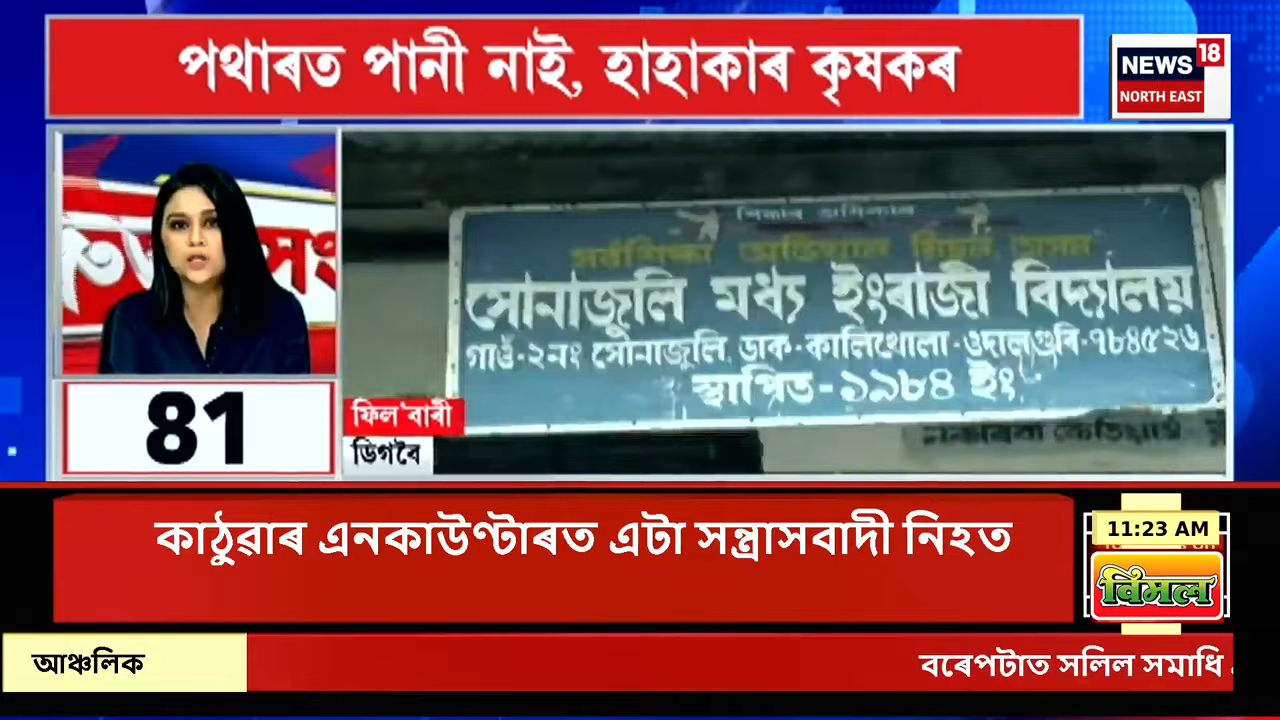 পথাৰত পানী নাই, হাহাকাৰ কৃষকৰ
NEWS 18
NORTH EAST
সোনাজুলি মধ্য ইংৰাজী বিদ্যালয়
গাওঁ-২নং সোনাজুলি, ডাক-কালিখোলা-ওদালগুৰি-৭৮৪৫২৬
স্থাপিত-১৯৮৪ ইং
81
ফিল'বাৰী
ডিগবৈ
কাঠুৱাৰ এনকাউণ্টাৰত এটা সন্ত্ৰাসবাদী নিহত
11:23 AM
বিমল
আঞ্চলিক
বৰেপটাত সলিল সমাধি